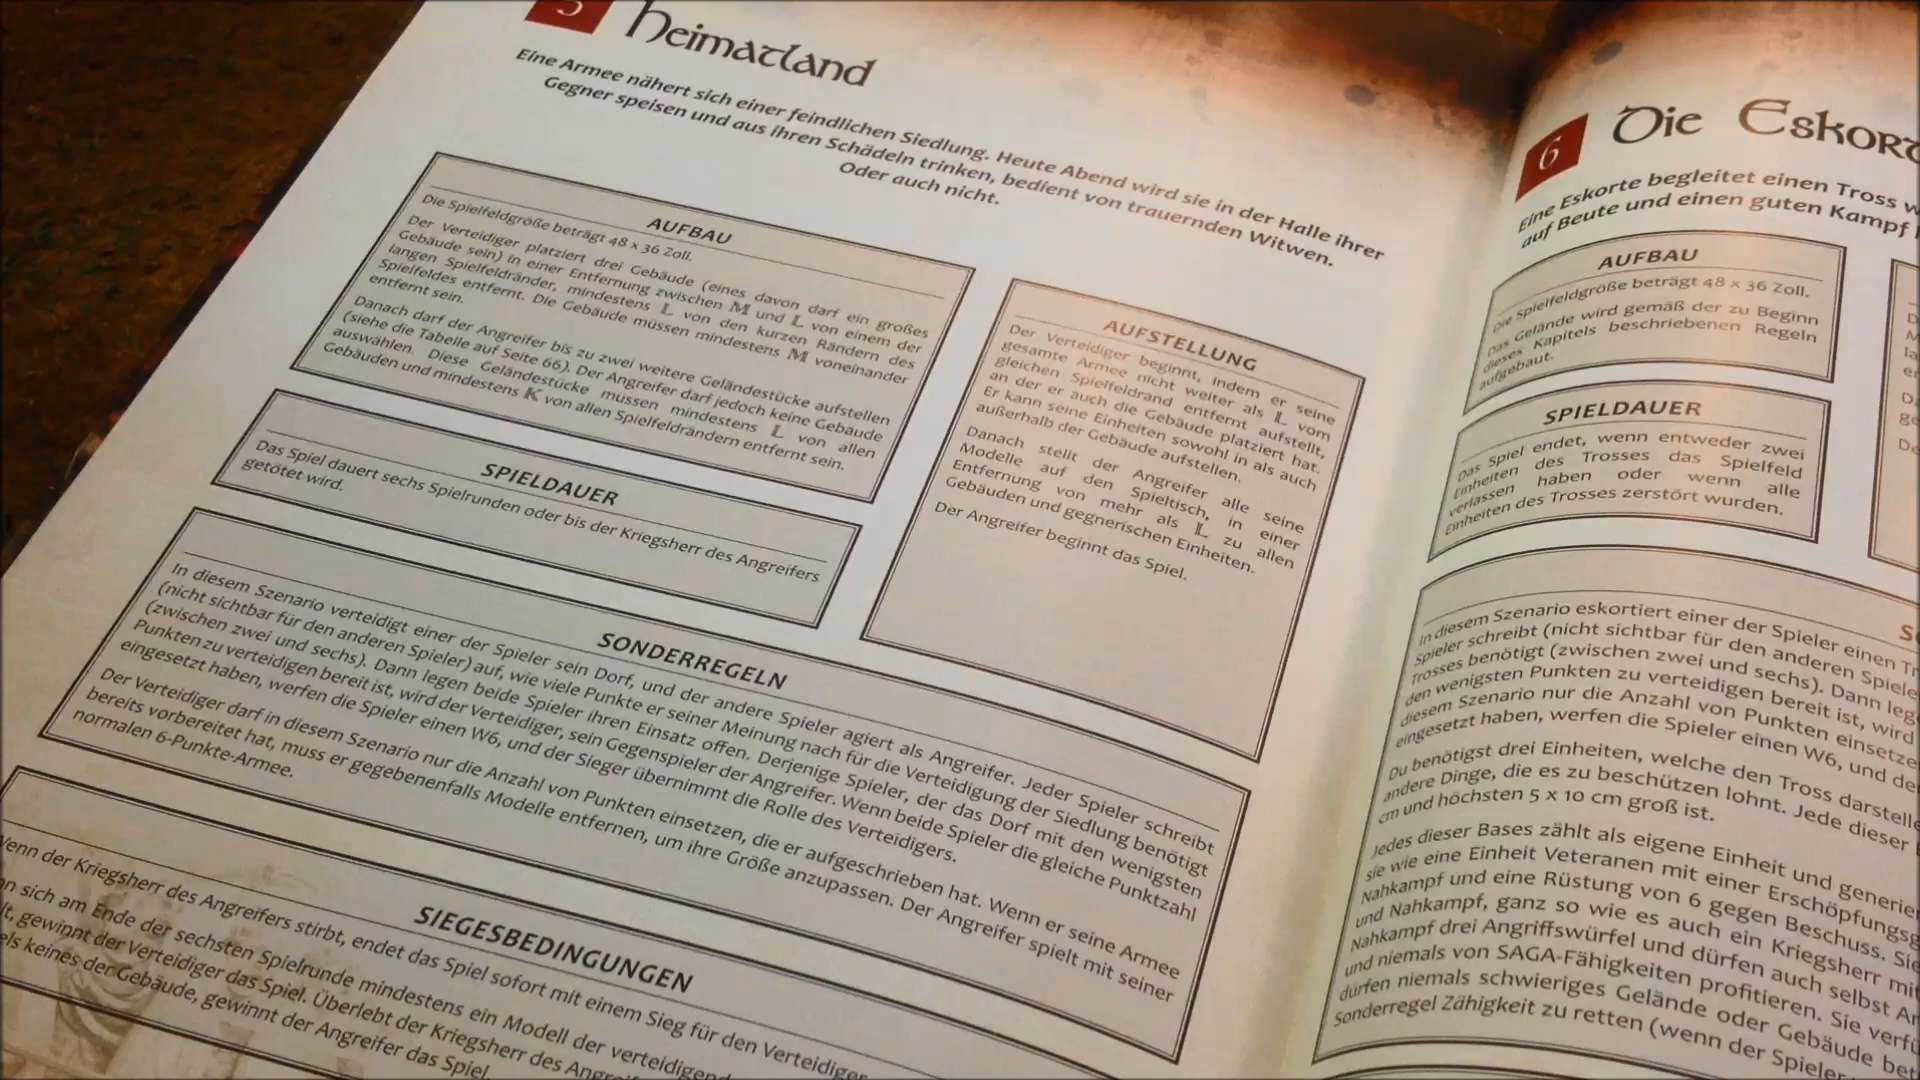 5 Heimatland
Eine Armee nähert sich einer feindlichen Siedlung. Heute Abend wird sie in der Halle ihrer
Gegner speisen und aus ihren Schädeln trinken, bedient von trauernden Witwen.
Oder auch nicht.
AUFBAU
Die Spielfeldgröße beträgt 48 x 36 Zoll.
Der Verteidiger platziert drei Gebäude (eines davon darf ein großes
Gebäude sein) in einer Entfernung zwischen M und L von einem der
langen Spielfeldränder, mindestens L von den kurzen Rändern des
Spielfeldes entfernt. Die Gebäude müssen mindestens M voneinander
entfernt sein.
Danach darf der Angreifer bis zu zwei weitere Geländestücke aufstellen
(siehe die Tabelle auf Seite 66). Der Angreifer darf jedoch keine Gebäude
auswählen. Diese Geländestücke müssen mindestens L von allen
Gebäuden und mindestens K von allen Spielfeldrändern entfernt sein.
SPIELDAUER
Das Spiel dauert sechs Spielrunden oder bis der Kriegsherr des Angreifers
getötet wird.
AUFSTELLUNG
Der Verteidiger beginnt, indem er seine
gesamte Armee nicht weiter als L vom
gleichen Spielfeldrand entfernt aufstellt,
an der er auch die Gebäude platziert hat.
Er kann seine Einheiten sowohl in als auch
außerhalb der Gebäude aufstellen.
Danach stellt der Angreifer alle seine
Modelle auf den Spieltisch, in einer
Entfernung von mehr als L zu allen
Gebäuden und gegnerischen Einheiten.
Der Angreifer beginnt das Spiel.
SONDERREGELN
In diesem Szenario verteidigt einer der Spieler sein Dorf, und der andere Spieler agiert als Angreifer. Jeder Spieler schreibt
(nicht sichtbar für den anderen Spieler) auf, wie viele Punkte er seiner Meinung nach für die Verteidigung der Siedlung benötigt
(zwischen zwei und sechs). Dann legen beide Spieler ihren Einsatz offen. Derjenige Spieler, der das Dorf mit den wenigsten
Punkten zu verteidigen bereit ist, wird der Verteidiger, sein Gegenspieler der Angreifer. Wenn beide Spieler die gleiche Punktzahl
eingesetzt haben, werfen die Spieler einen W6, und der Sieger übernimmt die Rolle des Verteidigers.
Der Verteidiger darf in diesem Szenario nur die Anzahl von Punkten einsetzen, die er aufgeschrieben hat. Wenn er seine Armee
bereits vorbereitet hat, muss er gegebenenfalls Modelle entfernen, um ihre Größe anzupassen. Der Angreifer spielt mit seiner
normalen 6-Punkte-Armee.
SIEGESBEDINGUNGEN
Wenn der Kriegsherr des Angreifers stirbt, endet das Spiel sofort mit einem Sieg für den Verteidiger
sich am Ende der sechsten Spielrunde mindestens ein Modell der verteidigend
gewinnt der Verteidiger das Spiel. Überlebt der Kriegsherr des Angrei
keines der Gebäude, gewinnt der Angreifer das Spiel.
6 Die Eskort
Eine Eskorte begleitet einen Tross
auf Beute und einen guten Kampf
AUFBAU
Die Spielfeldgröße beträgt 48 x 36 Zoll.
Das Gelände wird gemäß der zu Beginn
dieses Kapitels beschriebenen Regeln
aufgebaut.
SPIELDAUER
Das Spiel endet, wenn entweder zwei
Einheiten des Trosses das Spielfeld
verlassen haben oder wenn alle
Einheiten des Trosses zerstört wurden.
In diesem Szenario eskortiert einer der Spieler einen Tr
Spieler schreibt (nicht sichtbar für den anderen Spiele
Trosses benötigt (zwischen zwei und sechs). Dann leg
den wenigsten Punkten zu verteidigen bereit ist, wird
diesem Szenario nur die Anzahl von Punkten einsetze
eingesetzt haben, werfen die Spieler einen W6, und de
Du benötigst drei Einheiten, welche den Tross darstelle
andere Dinge, die es zu beschützen lohnt. Jede dieser
cm und höchsten 5 x 10 cm groß ist.
Jedes dieser Bases zählt als eigene Einheit und generie
sie wie eine Einheit Veteranen mit einer Erschöpfungsg
Nahkampf und eine Rüstung von 6 gegen Beschuss. Sie
und Nahkampf, ganz so wie es auch ein Kriegsherr mit
Nahkampf drei Angriffswürfel und dürfen auch selbst An
und niemals von SAGA-Fähigkeiten profitieren. Sie verfü
dürfen niemals schwieriges Gelände oder Gebäude bet
Sonderregel Zähigkeit zu retten (wenn der Spieler